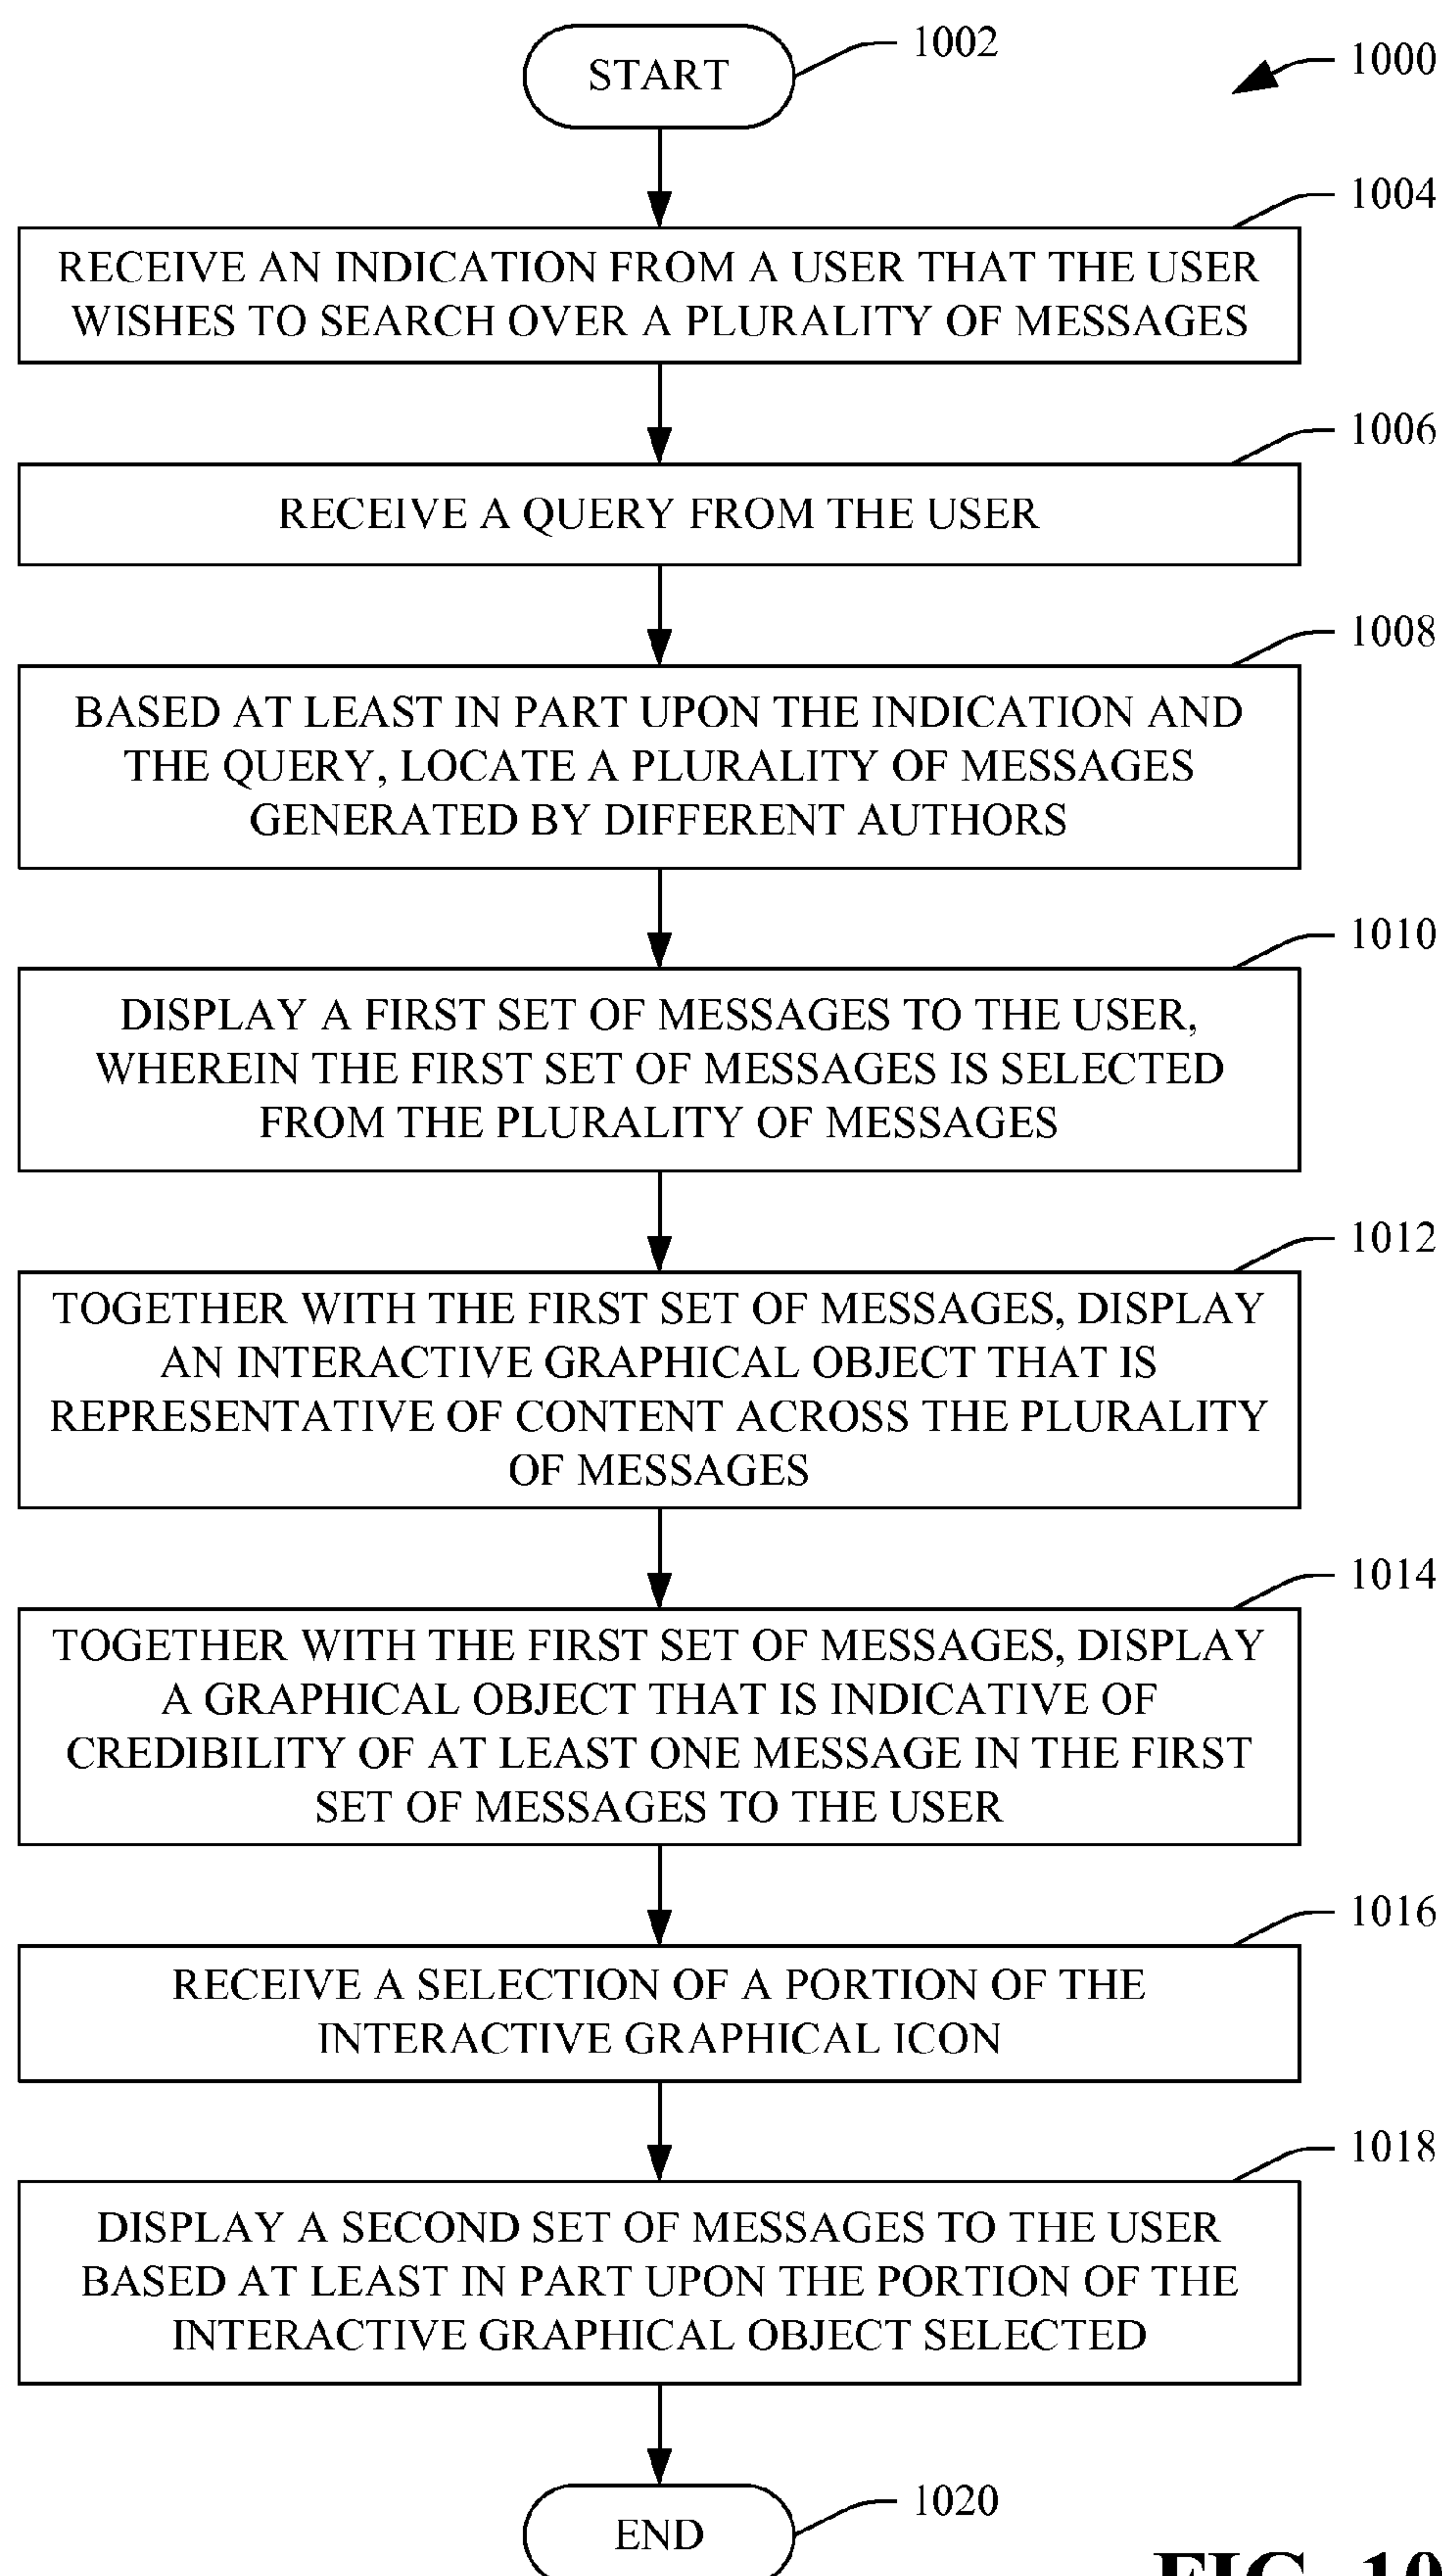 START
1002
1000
1004
RECEIVE AN INDICATION FROM A USER THAT THE USER
WISHES TO SEARCH OVER A PLURALITY OF MESSAGES
1006
RECEIVE A QUERY FROM THE USER
1008
BASED AT LEAST IN PART UPON THE INDICATION AND
THE QUERY, LOCATE A PLURALITY OF MESSAGES
GENERATED BY DIFFERENT AUTHORS
1010
DISPLAY A FIRST SET OF MESSAGES TO THE USER,
WHEREIN THE FIRST SET OF MESSAGES IS SELECTED
FROM THE PLURALITY OF MESSAGES
1012
TOGETHER WITH THE FIRST SET OF MESSAGES, DISPLAY
AN INTERACTIVE GRAPHICAL OBJECT THAT IS
REPRESENTATIVE OF CONTENT ACROSS THE PLURALITY
OF MESSAGES
1014
TOGETHER WITH THE FIRST SET OF MESSAGES, DISPLAY
A GRAPHICAL OBJECT THAT IS INDICATIVE OF
CREDIBILITY OF AT LEAST ONE MESSAGE IN THE FIRST
SET OF MESSAGES TO THE USER
1016
RECEIVE A SELECTION OF A PORTION OF THE
INTERACTIVE GRAPHICAL ICON
1018
DISPLAY A SECOND SET OF MESSAGES TO THE USER
BASED AT LEAST IN PART UPON THE PORTION OF THE
INTERACTIVE GRAPHICAL OBJECT SELECTED
1020
END
FIG. 10